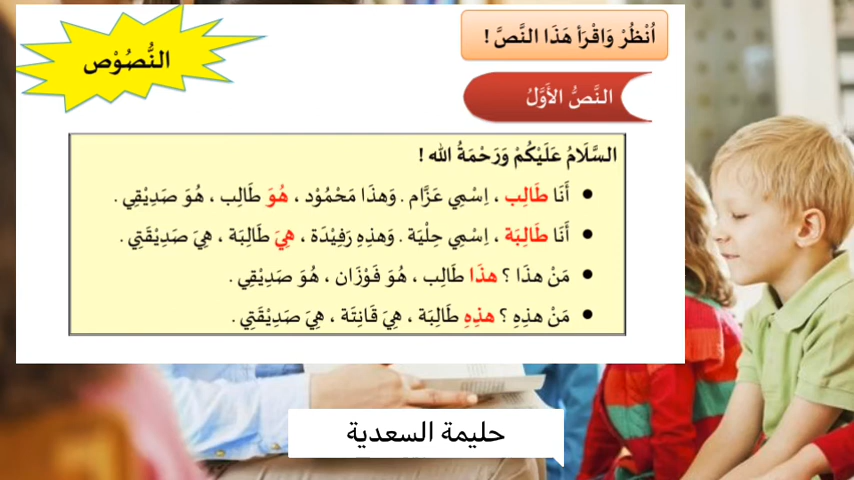 اُنْظُرْ وَاقْرَأْ هَذَا النَّصَّ !
النُّصُوْص
النَّصُّ الأَوَّلُ
السَّلَامُ عَلَيْكُمْ وَرَحْمَةُ الله !
● أَنَا طَالِب ، اِسْمِي عَزَّام . وَهذَا مَحْمُوْد ، هُوَ طَالِب ، هُوَ صَدِيْقِي .
● أَنَا طَالِبَة ، اِسْمِي حِلْيَة . وَهذِهِ رَفِيْدَة ، هِيَ طَالِبَة ، هِيَ صَدِيْقَتِي .
● مَنْ هذَا ؟ هذَا طَالِب ، هُوَ فَوْزَان ، هُوَ صَدِيْقِي .
● مَنْ هذِهِ ؟ هذِهِ طَالِبَة ، هِيَ قَانِتَة ، هِيَ صَدِيْقَتِي .
حليمة السعدية